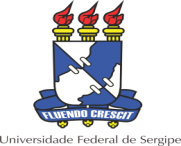 FLUENDO CRESCIT
Universidade Federal de Sergipe